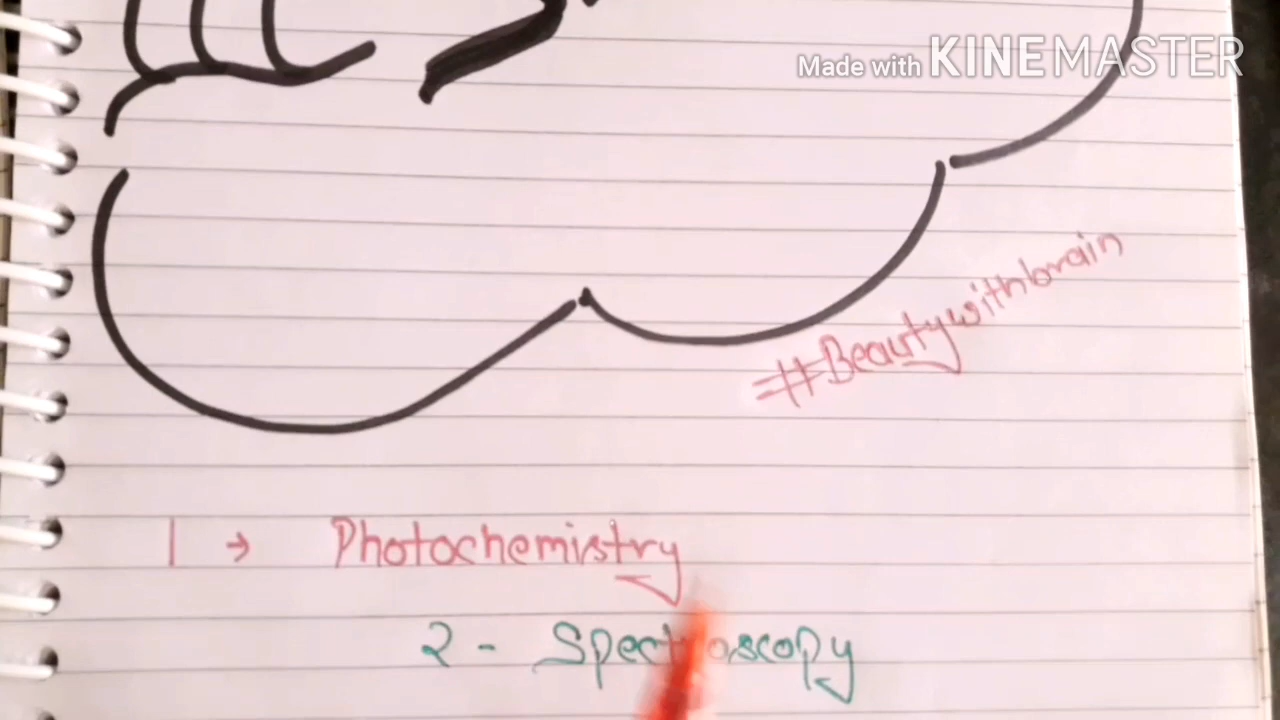 Made with KINEMASTER
#Beautywithbrain
1 → Photochemistry
2 - Spectroscopy